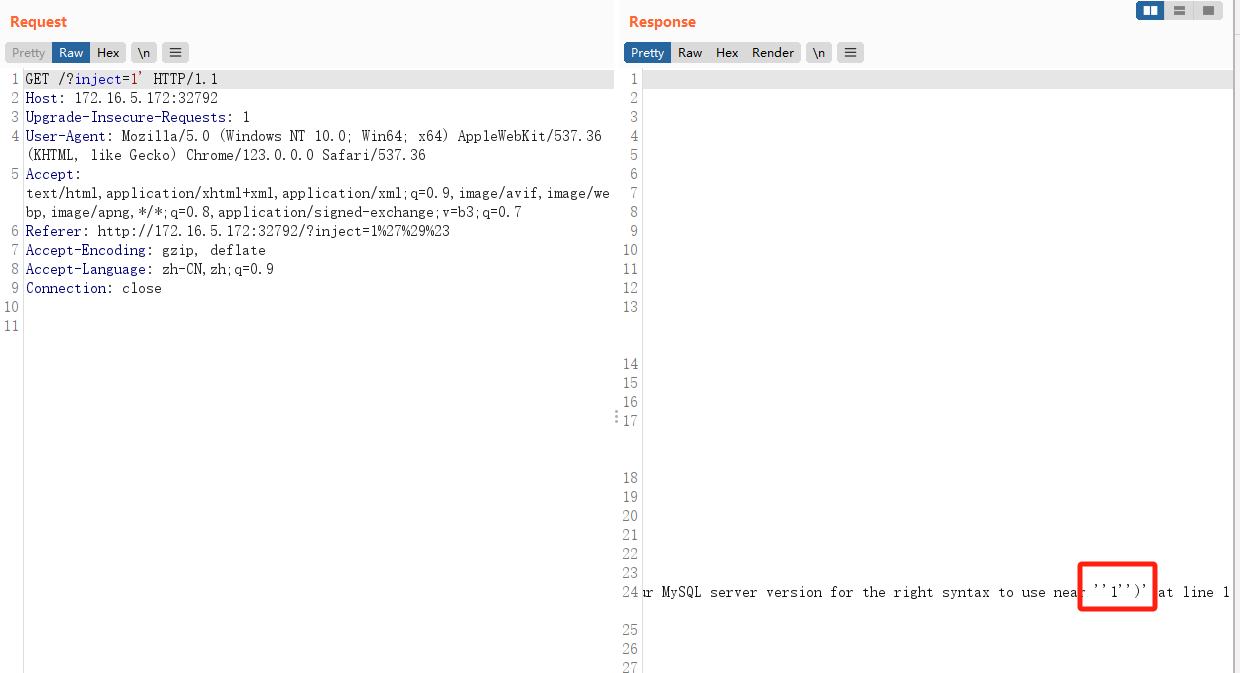 Request
Pretty Raw Hex \n
1 GET /?inject=1' HTTP/1.1
2 Host: 172.16.5.172:32792
3 Upgrade-Insecure-Requests: 1
4 User-Agent: Mozilla/5.0 (Windows NT 10.0; Win64; x64) AppleWebKit/537.36
(KHTML, like Gecko) Chrome/123.0.0.0 Safari/537.36
5 Accept:
text/html,application/xhtml+xml,application/xml;q=0.9,image/avif,image/we
bp,image/apng,*/*;q=0.8,application/signed-exchange;v=b3;q=0.7
6 Referer: http://172.16.5.172:32792/?inject=1%27%29%23
7 Accept-Encoding: gzip, deflate
8 Accept-Language: zh-CN,zh;q=0.9
9 Connection: close
10
11
Response
Pretty Raw Hex Render \n
1
2
3
4
5
6
7
8
9
10
11
12
13
14
15
16
17
18
19
20
21
22
23
24 ur MySQL server version for the right syntax to use near ''1'')' at line 1
25
26
27